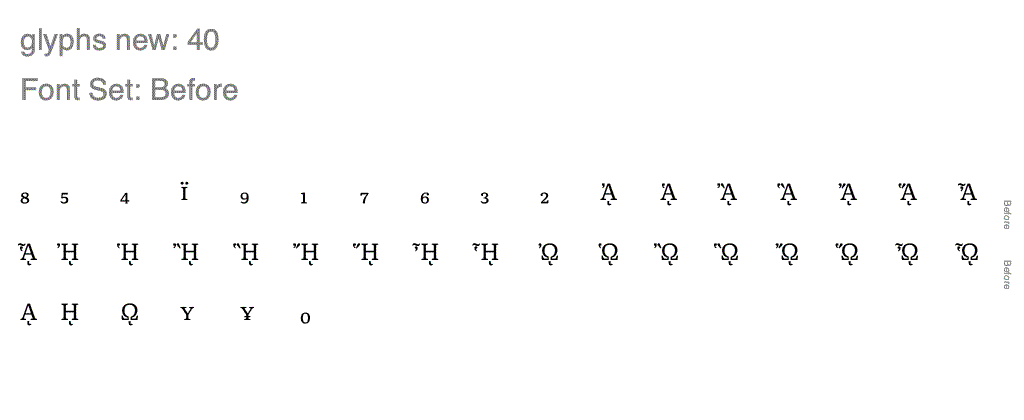 glyphs new: 40
Font Set: Before
₈ ₅ ₄ Ï ₉ ₁ ₇ ₆ ₃ ₂ ᾈ ᾉ ᾊ ᾋ ᾌ ᾍ ᾎ
Before
ᾏ ᾘ ᾙ ᾚ ᾛ ᾜ ᾝ ᾞ ᾟ ᾨ ᾩ ᾪ ᾫ ᾬ ᾭ ᾮ ᾯ
Before
ᾼ ῌ ῼ ʏ ¥ ₀